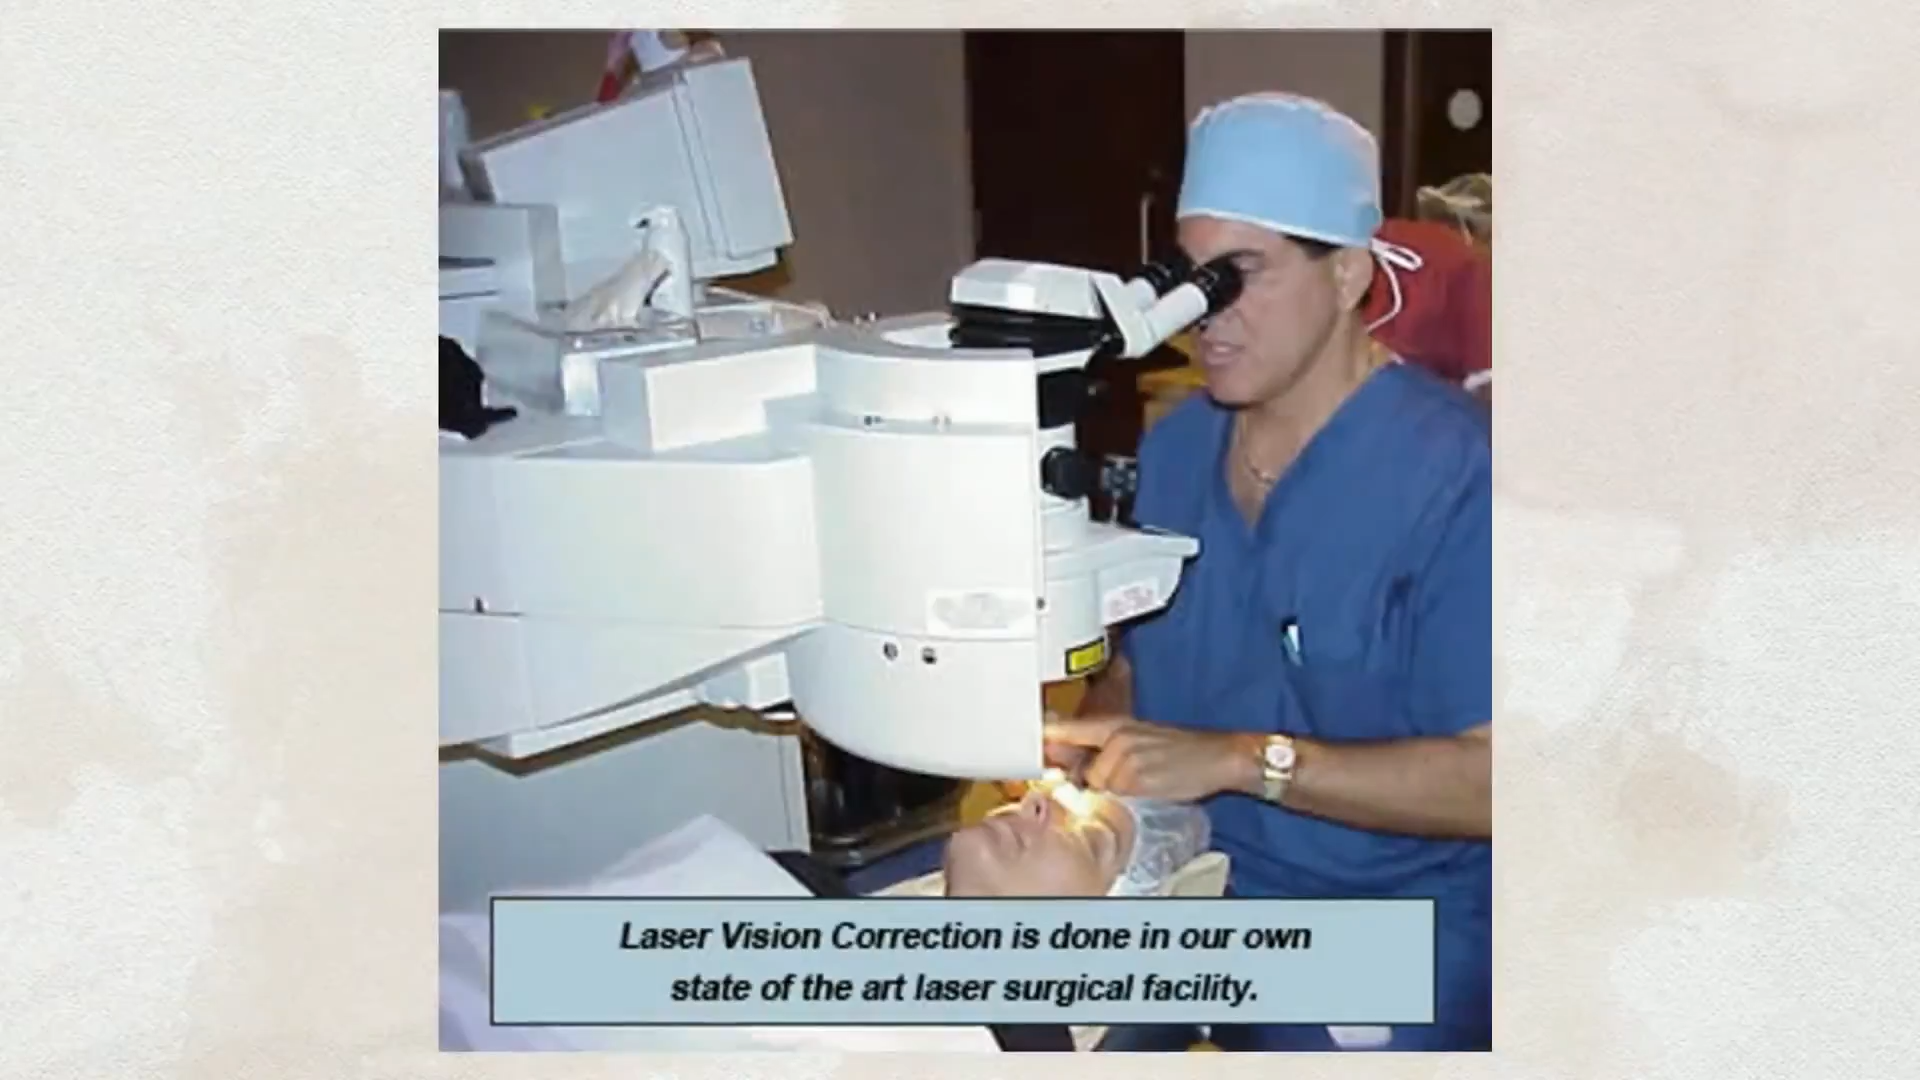 Laser Vision Correction is done in our own
state of the art laser surgical facility.